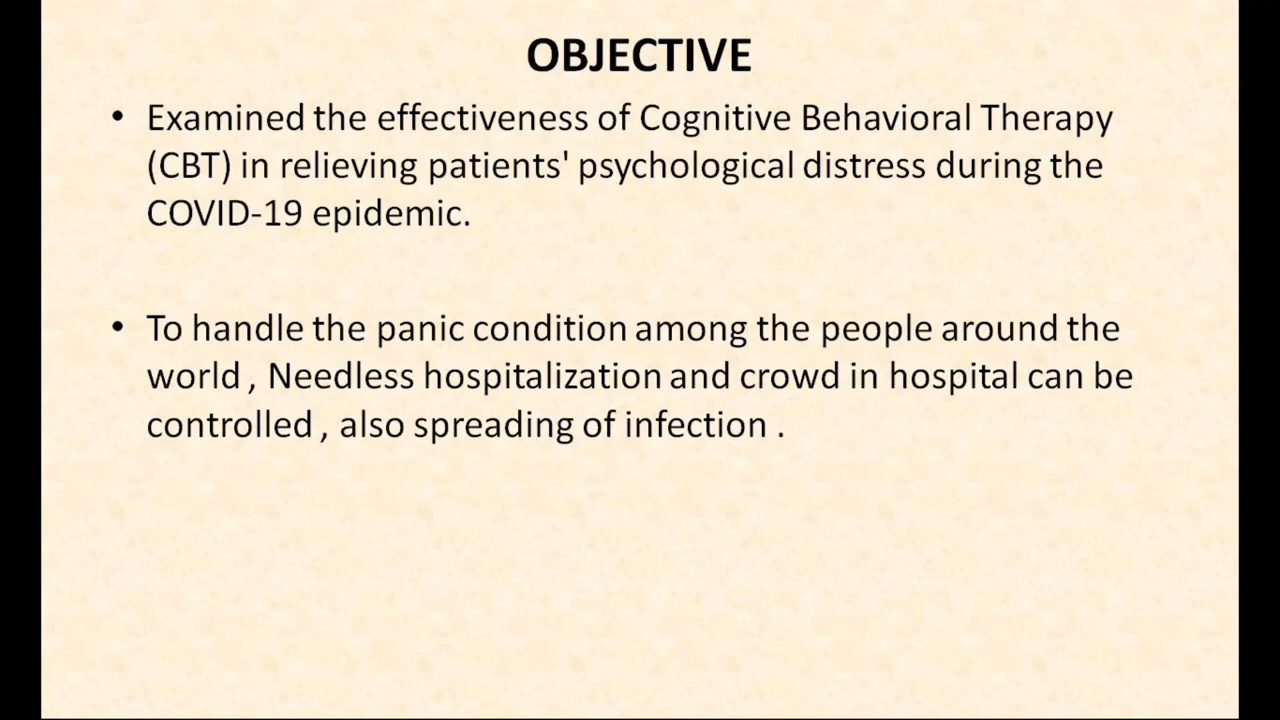 OBJECTIVE
• Examined the effectiveness of Cognitive Behavioral Therapy
(CBT) in relieving patients' psychological distress during the
COVID-19 epidemic.
• To handle the panic condition among the people around the
world , Needless hospitalization and crowd in hospital can be
controlled , also spreading of infection .